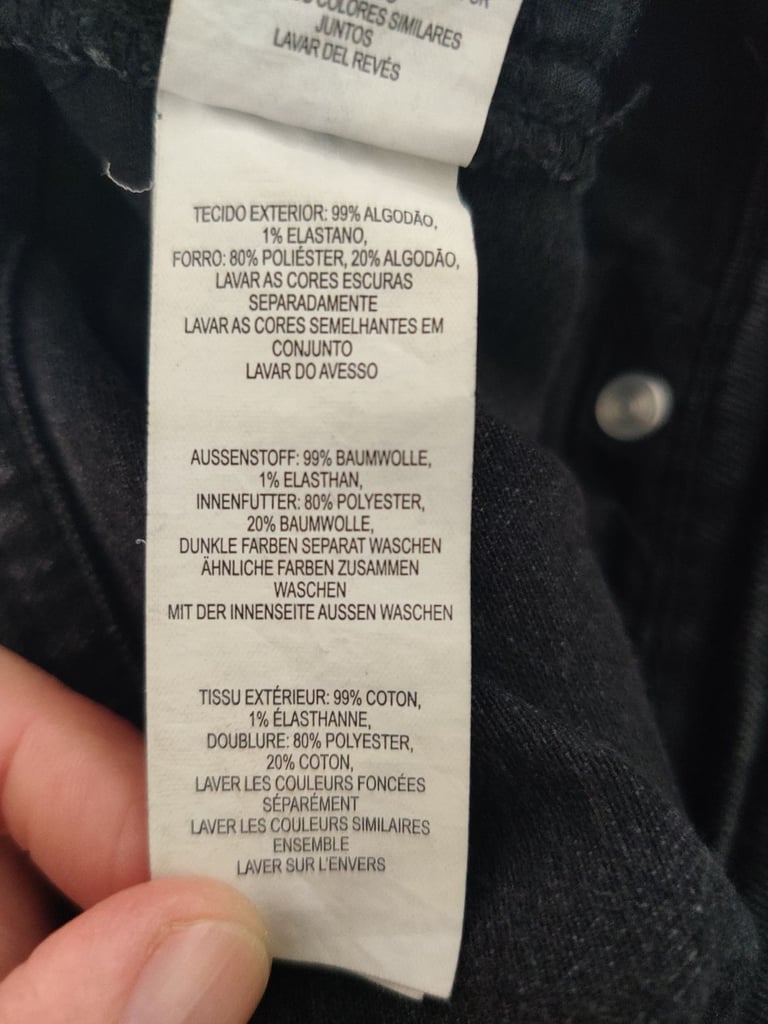 COLORES SIMILARES
JUNTOS
LAVAR DEL REVÉS
TECIDO EXTERIOR: 99% ALGODÃO,
1% ELASTANO,
FORRO: 80% POLIÉSTER, 20% ALGODÃO,
LAVAR AS CORES ESCURAS
SEPARADAMENTE
LAVAR AS CORES SEMELHANTES EM
CONJUNTO
LAVAR DO AVESSO
AUSSENSTOFF: 99% BAUMWOLLE,
1% ELASTHAN,
INNENFUTTER: 80% POLYESTER,
20% BAUMWOLLE,
DUNKLE FARBEN SEPARAT WASCHEN
ÄHNLICHE FARBEN ZUSAMMEN
WASCHEN
MIT DER INNENSEITE AUSSEN WASCHEN
TISSU EXTÉRIEUR: 99% COTON,
1% ÉLASTHANNE,
DOUBLURE: 80% POLYESTER,
20% COTON,
LAVER LES COULEURS FONCÉES
SÉPARÉMENT
LAVER LES COULEURS SIMILAIRES
ENSEMBLE
LAVER SUR L'ENVERS